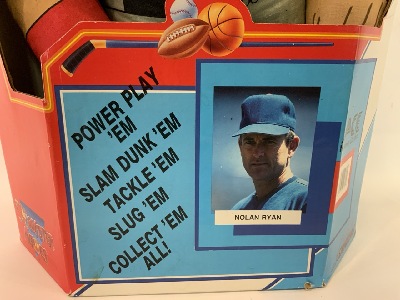 POWER PLAY
'EM
SLAM DUNK 'EM
TACKLE 'EM
SLUG 'EM
COLLECT 'EM
ALL!
NOLAN RYAN